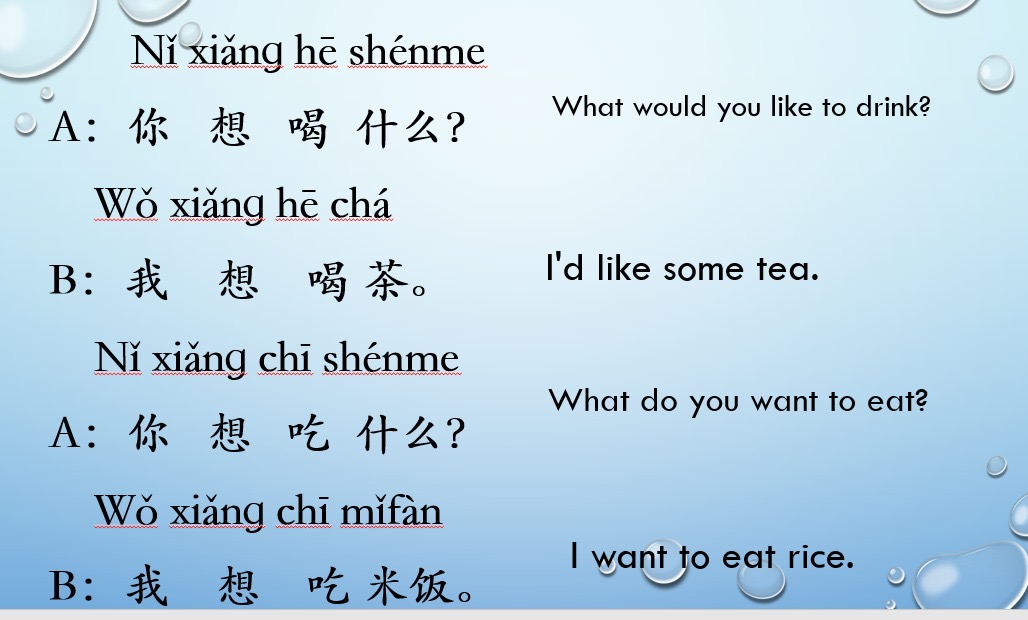 Nǐ xiǎng hē shénme
What would you like to drink?
A: 你 想 喝 什么?
Wǒ xiǎng hē chá
B: 我 想 喝 茶。
I'd like some tea.
Nǐ xiǎng chī shénme
What do you want to eat?
A: 你 想 吃 什么?
Wǒ xiǎng chī mǐfàn
I want to eat rice.
B: 我 想 吃 米饭。